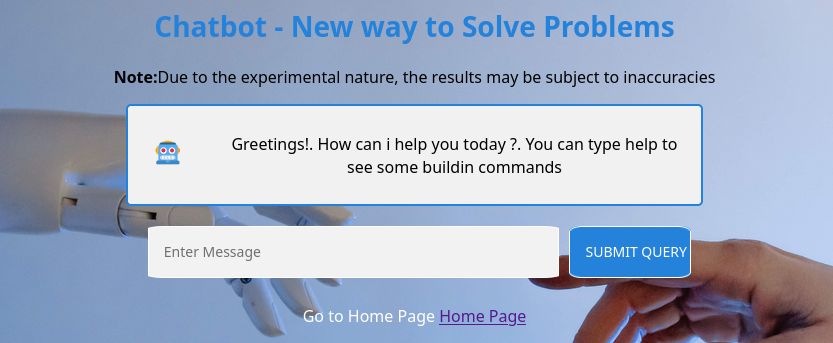 Chatbot - New way to Solve Problems
Note:Due to the experimental nature, the results may be subject to inaccuracies
Greetings!. How can i help you today ?. You can type help to
see some buildin commands
Enter Message
SUBMIT QUERY
Go to Home Page Home Page